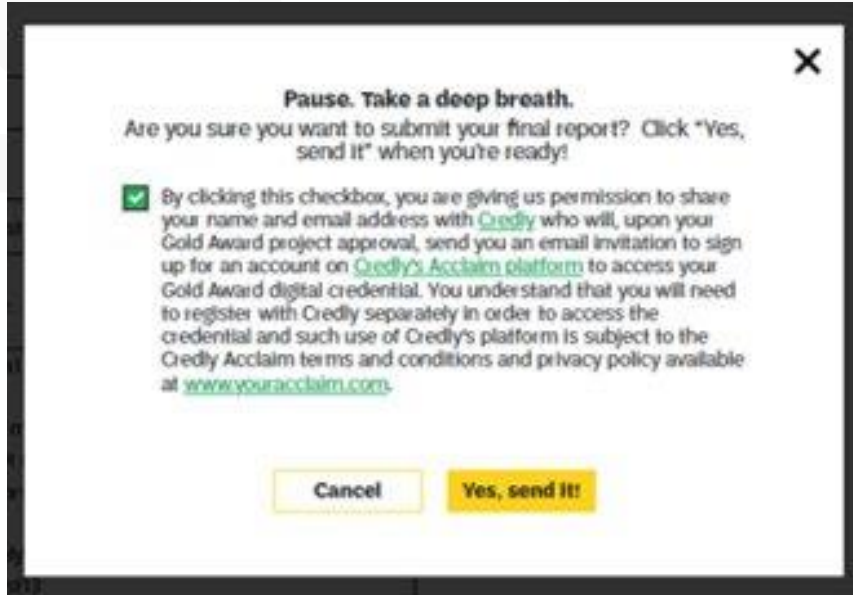 Pause. Take a deep breath.
Are you sure you want to submit your final report? Click "Yes,
send it" when you're ready!
By clicking this checkbox, you are giving us permission to share
your name and email address with Credly who will, upon your
Gold Award project approval, send you an email invitation to sign
up for an account on Credly's Acclaim platform to access your
Gold Award digital credential. You understand that you will need
to register with Credly separately in order to access the
credential and such use of Credly's platform is subject to the
Credly Acclaim terms and conditions and privacy policy available
at www.youracclaim.com.
Cancel
Yes, send it!